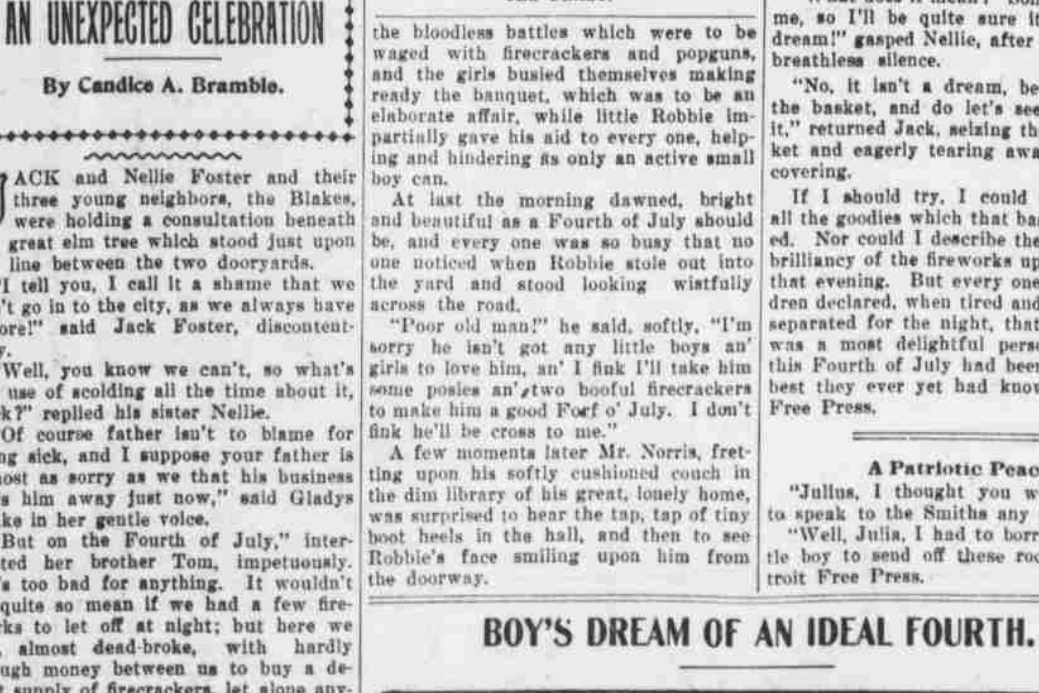 AN UNEXPECTED CELEBRATION
By Candice A. Bramble.
ACK and Nellie Foster and their
three young neighbors, the Blakes,
were holding a consultation beneath
great elm tree which stood just upon
line between the two dooryards.
"I tell you, I call it a shame that we
't go in to the city, as we always have
ore!" said Jack Foster, discontent-
y.
"Well, you know we can't, so what's
use of scolding all the time about it,
k?" replied his sister Nellie.
"Of course father isn't to blame for
ng sick, and I suppose your father is
most as sorry as we that his business
s him away just now," said Gladys
ke in her gentle voice.
"But on the Fourth of July," inter-
ted her brother Tom, impetuously.
's too bad for anything. It wouldn't
quite so mean if we had a few fire-
rks to let off at night; but here we
, almost dead-broke, with hardly
ugh money between us to buy a de-
t supply of firecrackers, let alone any-
the bloodless battles which were to be
waged with firecrackers and popguns,
and the girls busied themselves making
ready the banquet, which was to be an
elaborate affair, while little Robbie im-
partially gave his aid to every one, help-
ing and hindering as only an active small
boy can.
At last the morning dawned, bright
and beautiful as a Fourth of July should
be, and every one was so busy that no
one noticed when Robbie stole out into
the yard and stood looking wistfully
across the road.
"Poor old man!" he said, softly, "I'm
sorry he isn't got any little boys an'
girls to love him, an' I fink I'll take him
some posies an' two booful firecrackers
to make him a good Forf o' July. I don't
fink he'll be cross to me."
A few moments later Mr. Norris, fret-
ting upon his softly cushioned couch in
the dim library of his great, lonely home,
was surprised to hear the tap, tap of tiny
boot heels in the hall, and then to see
Robbie's face smiling upon him from
the doorway.
me, so I'll be quite sure it
dream!" gasped Nellie, after
breathless silence.
"No, it isn't a dream, be
the basket, and do let's see
it," returned Jack, seizing th
ket and eagerly tearing awa
covering.
If I should try, I could
all the goodies which that ba
ed. Nor could I describe the
brilliancy of the fireworks up
that evening. But every one
dren declared, when tired and
separated for the night, that
was a most delightful perso
this Fourth of July had been
best they ever yet had know
Free Press.
A Patriotic Peac
"Julius, I thought you w
to speak to the Smiths any
"Well, Julia, I had to borr
tle boy to send off these roc
troit Free Press.
BOY'S DREAM OF AN IDEAL FOURTH.